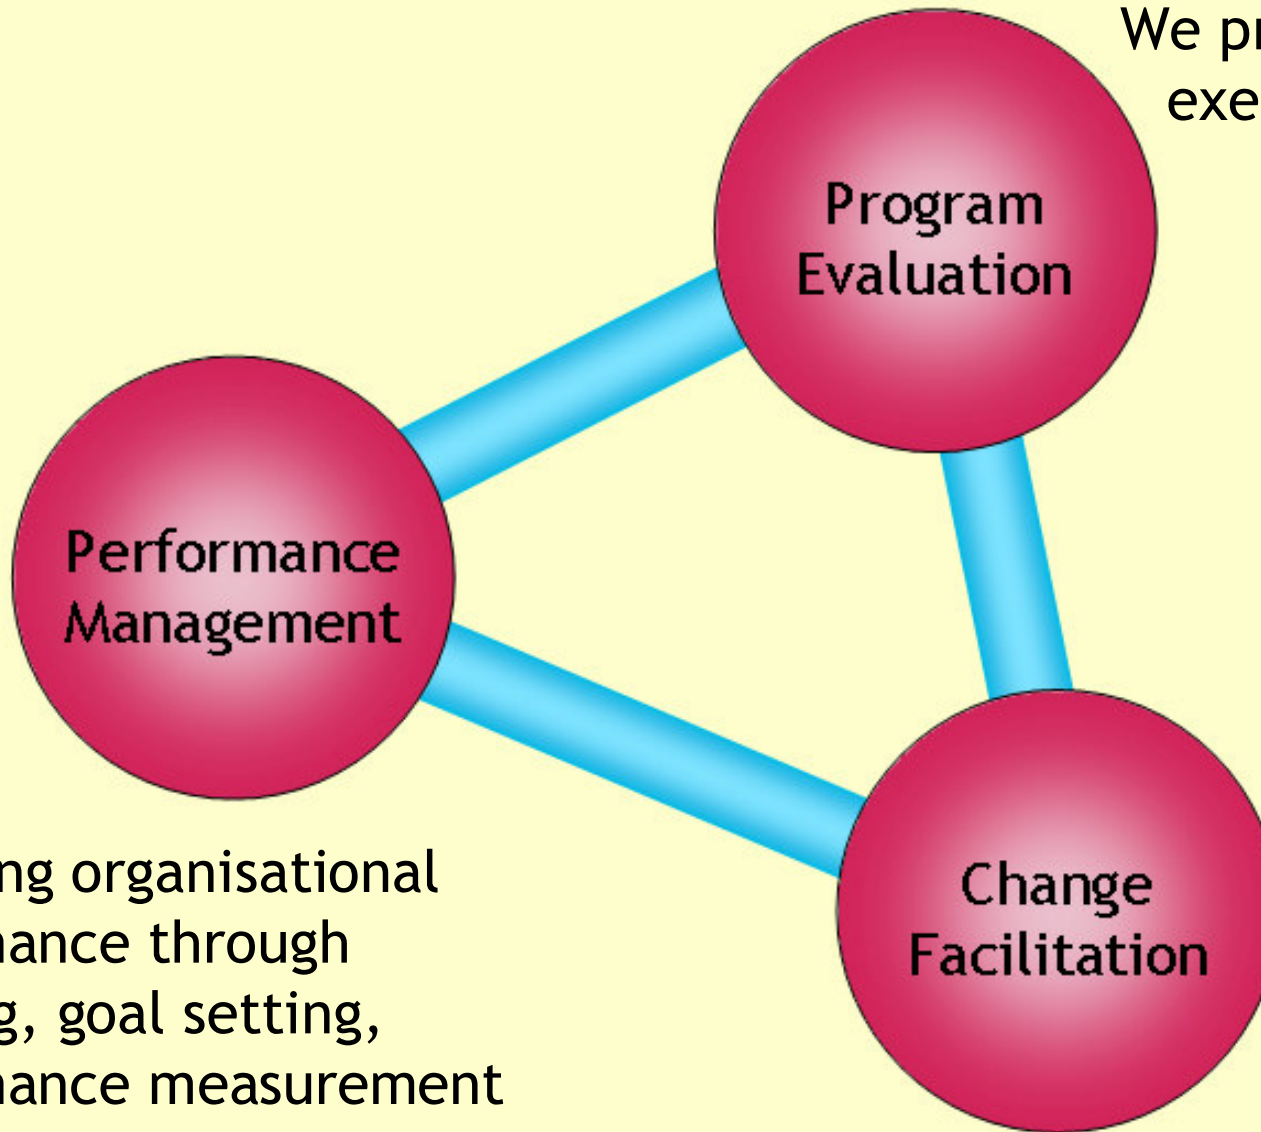 We pr
exe
Program
Evaluation
Performance
Management
ng organisational
nance through
g, goal setting,
nance measurement
Change
Facilitation